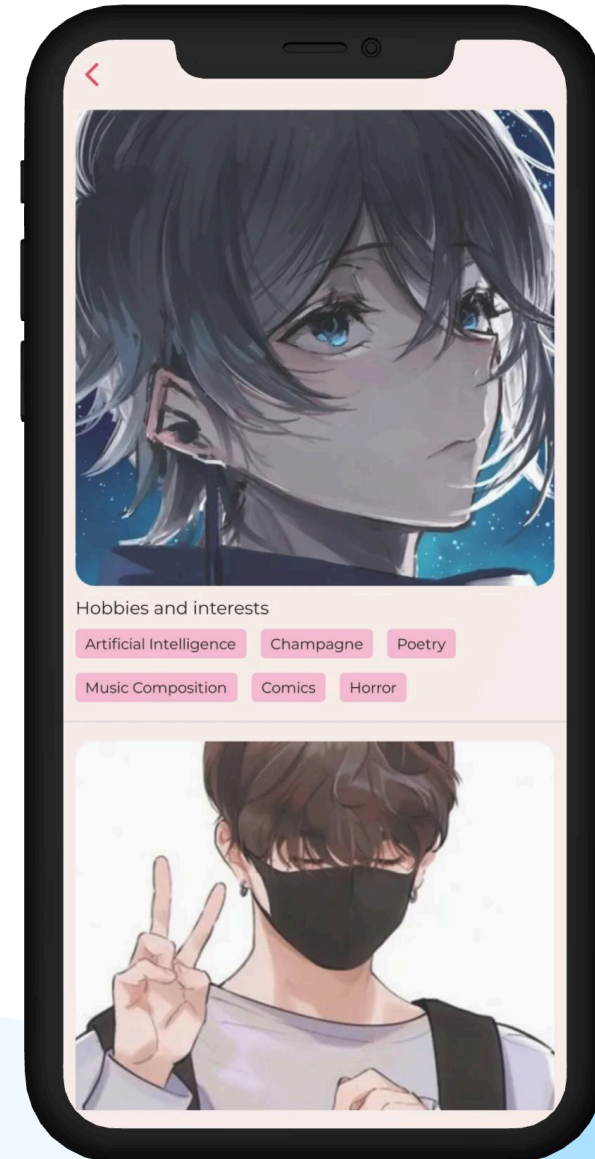 Hobbies and interests
Artificial Intelligence Champagne Poetry
Music Composition Comics Horror